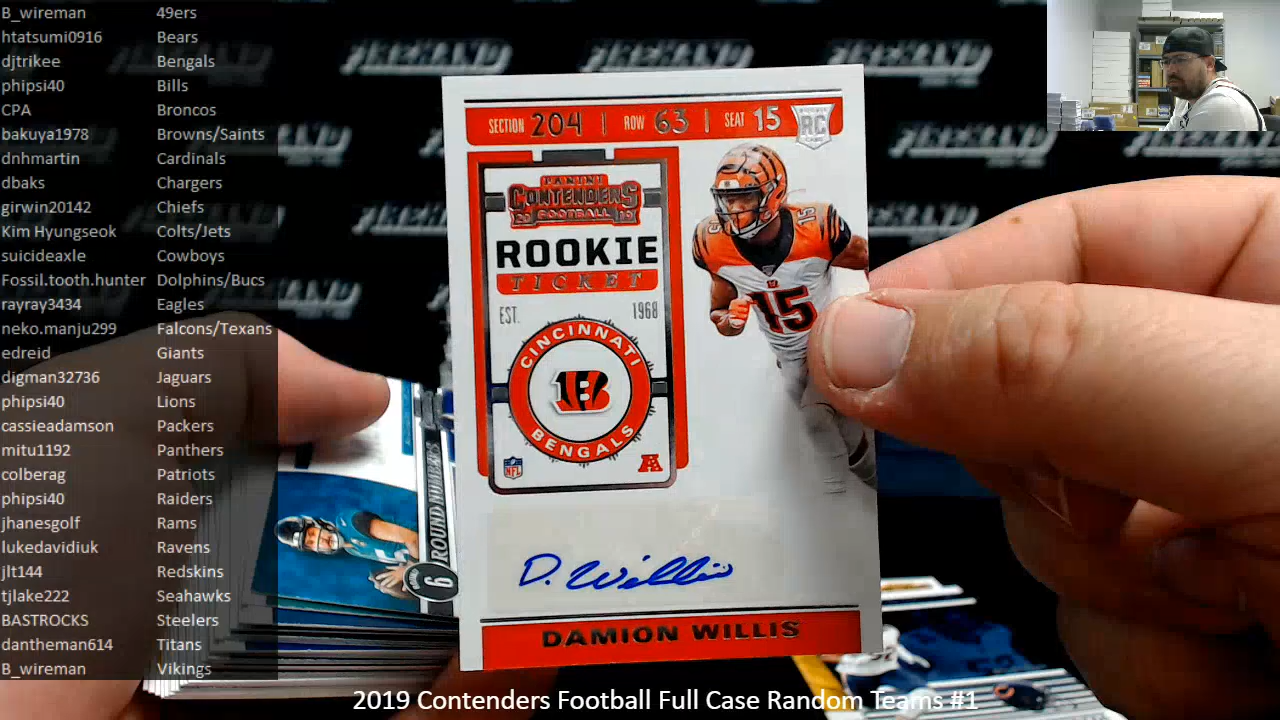 B_wireman 49ers
htatsumi0916 Bears
djtrikee Bengals
phipsi40 Bills
CPA Broncos
bakuya1978 Browns/Saints
dnhmartin Cardinals
dbaks Chargers
girwin20142 Chiefs
Kim Hyungseok Colts/Jets
suicideaxle Cowboys
Fossil.tooth.hunter Dolphins/Bucs
rayray3434 Eagles
neko.manju299 Falcons/Texans
edreid Giants
digman32736 Jaguars
phipsi40 Lions
cassieadamson Packers
mitu1192 Panthers
colberag Patriots
phipsi40 Raiders
jhanesgolf Rams
lukedavidiuk Ravens
jlt144 Redskins
tjlake222 Seahawks
BASTROCKS Steelers
dantheman614 Titans
B_wireman Vikings
SECTION 204 | ROW 63 | SEAT 15
RC
PANINI
CONTENDERS
20 FOOTBALL 19
ROOKIE
TICKET
EST. 1968
CINCINNATI
B
BENGALS
NFL
A
15
15
D. Willis
DAMION WILLIS
ROUND NUMBERS
6
2019 Contenders Football Full Case Random Teams #1